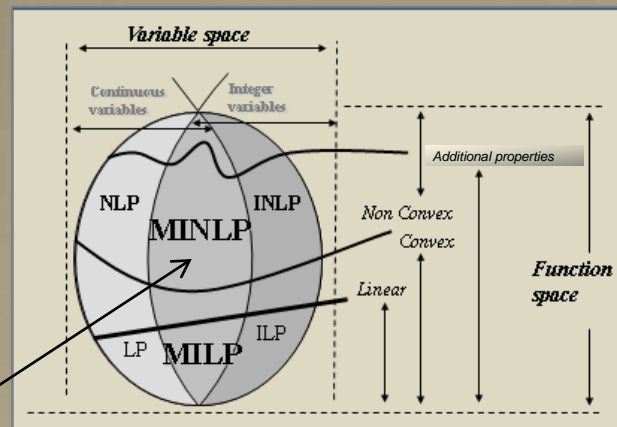 Variable space
Continuous
variables
Integer
variables
Additional properties
NLP
INLP
MINLP
Non Convex
Convex
Function
space
Linear
LP
MILP
ILP